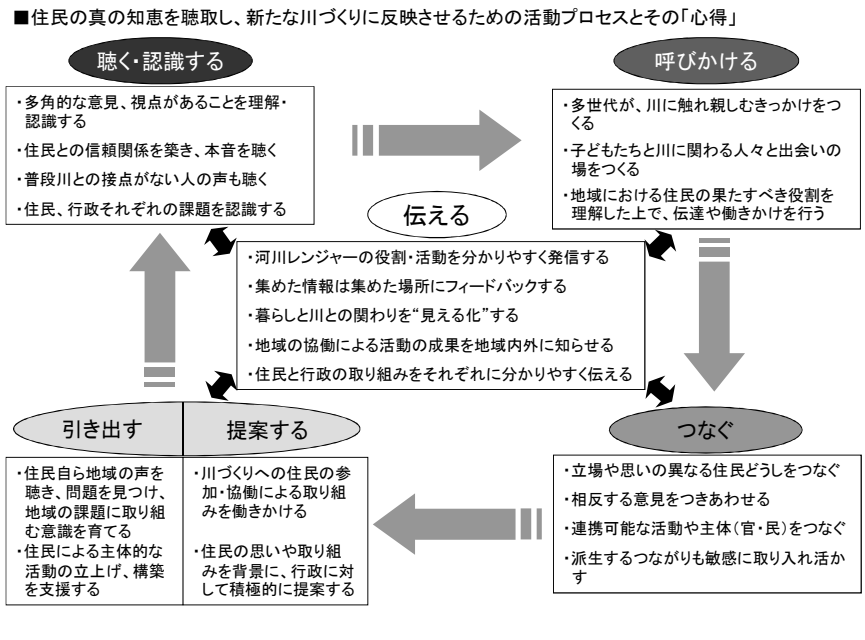 ■住民の真の知恵を聴取し、新たな川づくりに反映させるための活動プロセスとその「心得」
聴く・認識する
・多角的な意見、視点があることを理解・
認識する
・住民との信頼関係を築き、本音を聴く
・普段川との接点がない人の声も聴く
・住民、行政それぞれの課題を認識する
呼びかける
・多世代が、川に触れ親しむきっかけをつ
くる
・子どもたちと川に関わる人々と出会いの
場をつくる
・地域における住民の果たすべき役割を
理解した上で、伝達や働きかけを行う
伝える
・河川レンジャーの役割・活動を分かりやすく発信する
・集めた情報は集めた場所にフィードバックする
・暮らしと川との関わりを“見える化”する
・地域の協働による活動の成果を地域内外に知らせる
・住民と行政の取り組みをそれぞれに分かりやすく伝える
引き出す
・住民自ら地域の声を
聴き、問題を見つけ、
地域の課題に取り組
む意識を育てる
・住民による主体的な
活動の立上げ、構築
を支援する
提案する
・川づくりへの住民の参
加・協働による取り組
みを働きかける
・住民の思いや取り組
みを背景に、行政に対
して積極的に提案する
つなぐ
・立場や思いの異なる住民どうしをつなぐ
・相反する意見をつきあわせる
・連携可能な活動や主体（官・民）をつなぐ
・派生するつながりも敏感に取り入れ活か
す